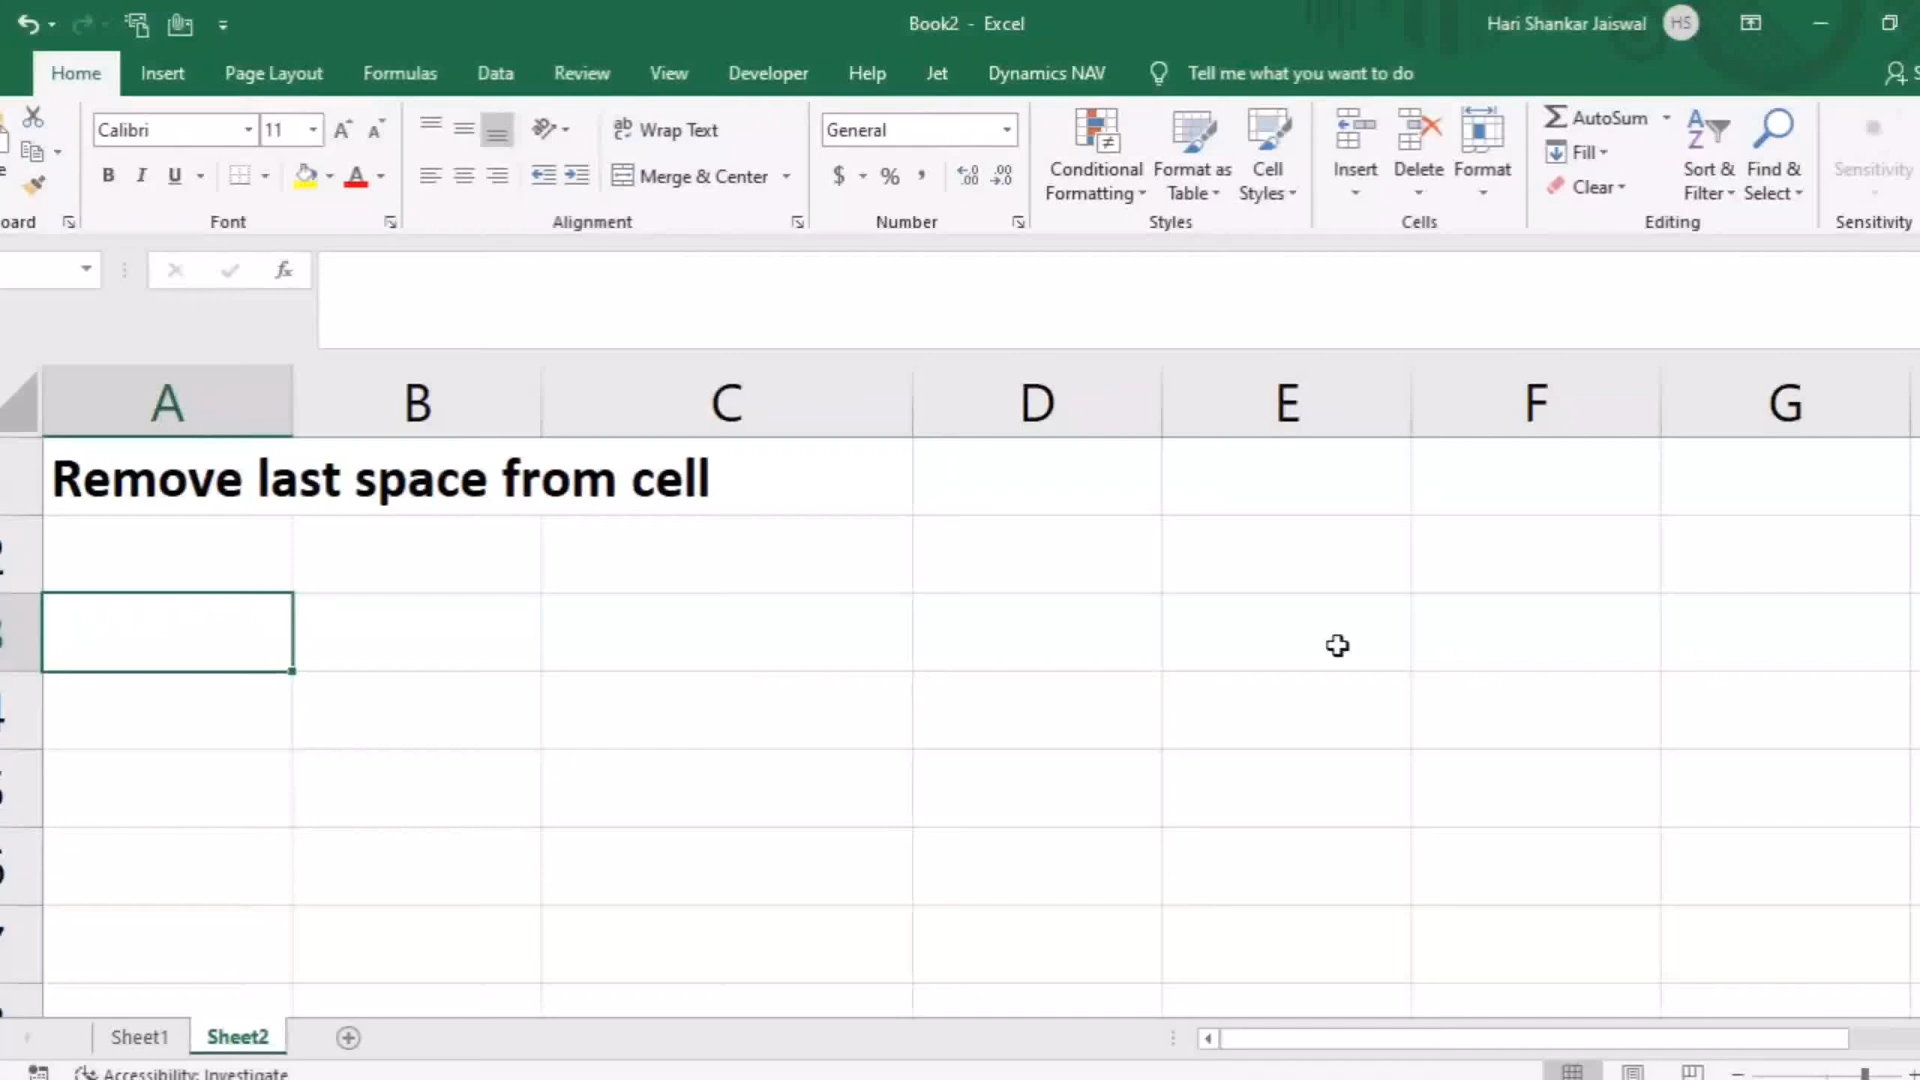 Book2 - Excel
Hari Shankar Jaiswal HS
Home Insert Page Layout Formulas Data Review View Developer Help Jet Dynamics NAV Tell me what you want to do
Calibri 11 A A
ab Wrap Text
General
AutoSum
Fill
Clear
B I U A
Merge & Center
$ % ,
Conditional Formatting
Format as Table
Cell Styles
Insert Delete Format
Sort & Filter
Find & Select
Sensitivity
oard Font Alignment Number Styles Cells Editing Sensitivity
fx
A B C D E F G
Remove last space from cell
Sheet1 Sheet2
Accessibility: Investigate